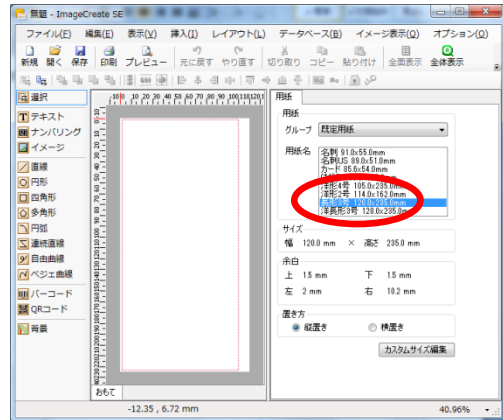 無題 - ImageCreate SE
ファイル(F) 編集(E) 表示(V) 挿入(I) レイアウト(L) データベース(D) イメージ表示(Q) オプション(O)
新規 開く 保存 印刷 プレビュー 元に戻す やり直す 切り取り コピー 貼り付け 全面表示 全体表示
選択
テキスト
ナンバリング
イメージ
直線
円形
四角形
多角形
円弧
連続直線
自由曲線
ベジェ曲線
バーコード
QRコード
背景
おもて
用紙
用紙
グループ 既定用紙
用紙名 名刺 91.0x55.0mm
名刺US 89.0x51.0mm
カード 85.6x54.0mm
洋形4号 105.0x235.0mm
洋形2号 114.0x162.0mm
長形3号 120.0x235.0mm
洋長形3号 120.0x235.0mm
サイズ
幅 120.0 mm × 高さ 235.0 mm
余白
上 1.5 mm 下 1.5 mm
左 2 mm 右 10.2 mm
置き方
縦置き 横置き
カスタムサイズ編集
-12.35 , 6.72 mm 40.96%